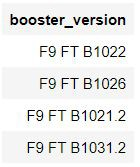 booster_version
F9 FT B1022
F9 FT B1026
F9 FT B1021.2
F9 FT B1031.2